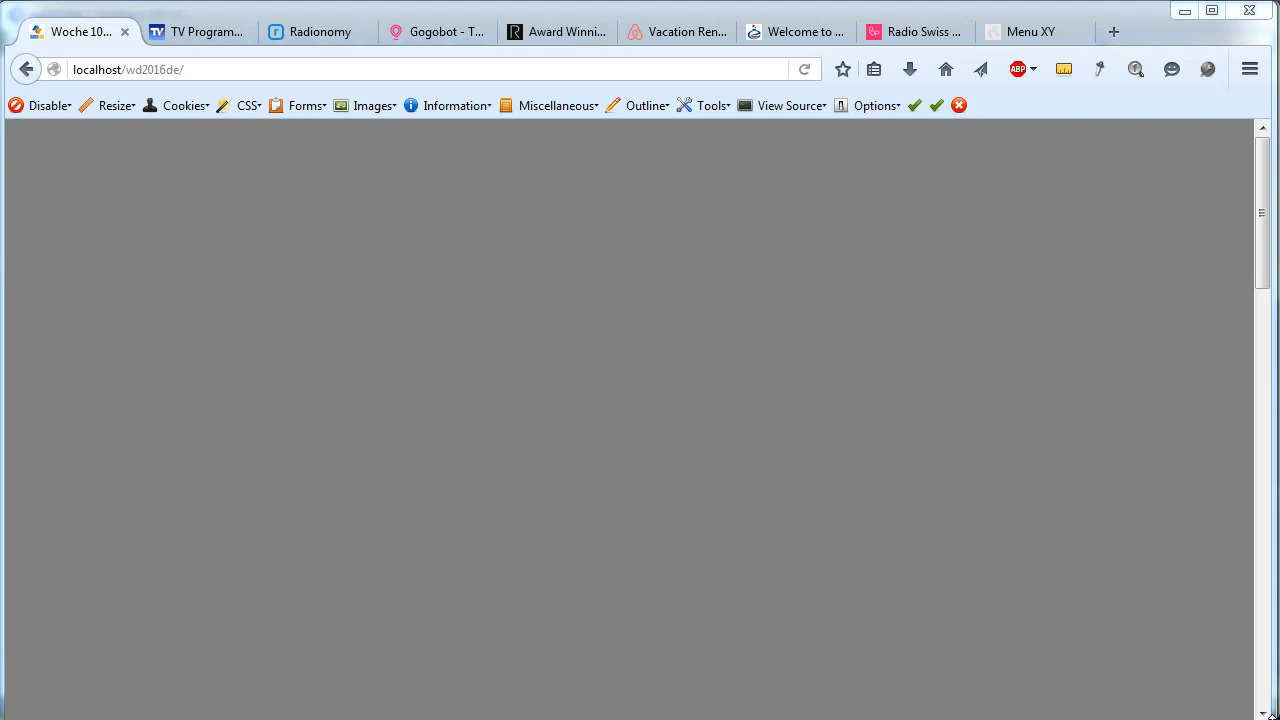 Woche 10... TV Program... Radionomy Gogobot - T... Award Winni... Vacation Ren... Welcome to ... Radio Swiss ... Menu XY
localhost/wd2016de/ ABP
Disable Resize Cookies CSS Forms Images Information Miscellaneous Outline Tools View Source Options